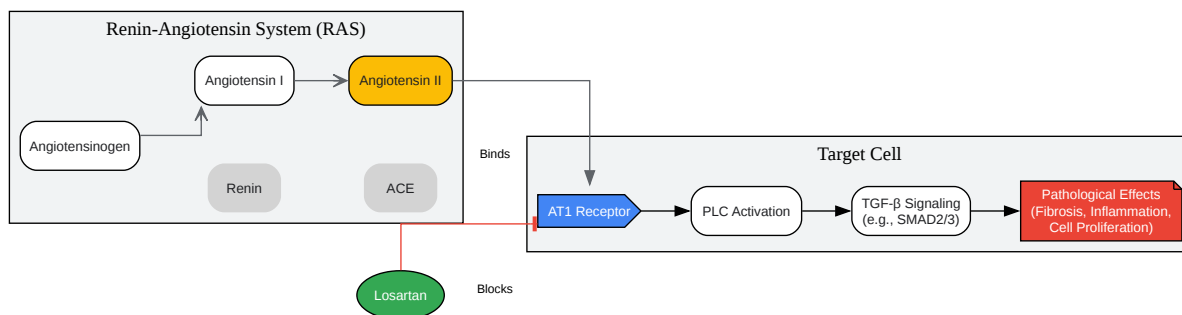 Renin-Angiotensin System (RAS)
Angiotensin I
Angiotensin II
Angiotensinogen
Renin
ACE
Binds
Target Cell
AT1 Receptor
PLC Activation
TGF-β Signaling
(e.g., SMAD2/3)
Pathological Effects
(Fibrosis, Inflammation,
Cell Proliferation)
Losartan
Blocks